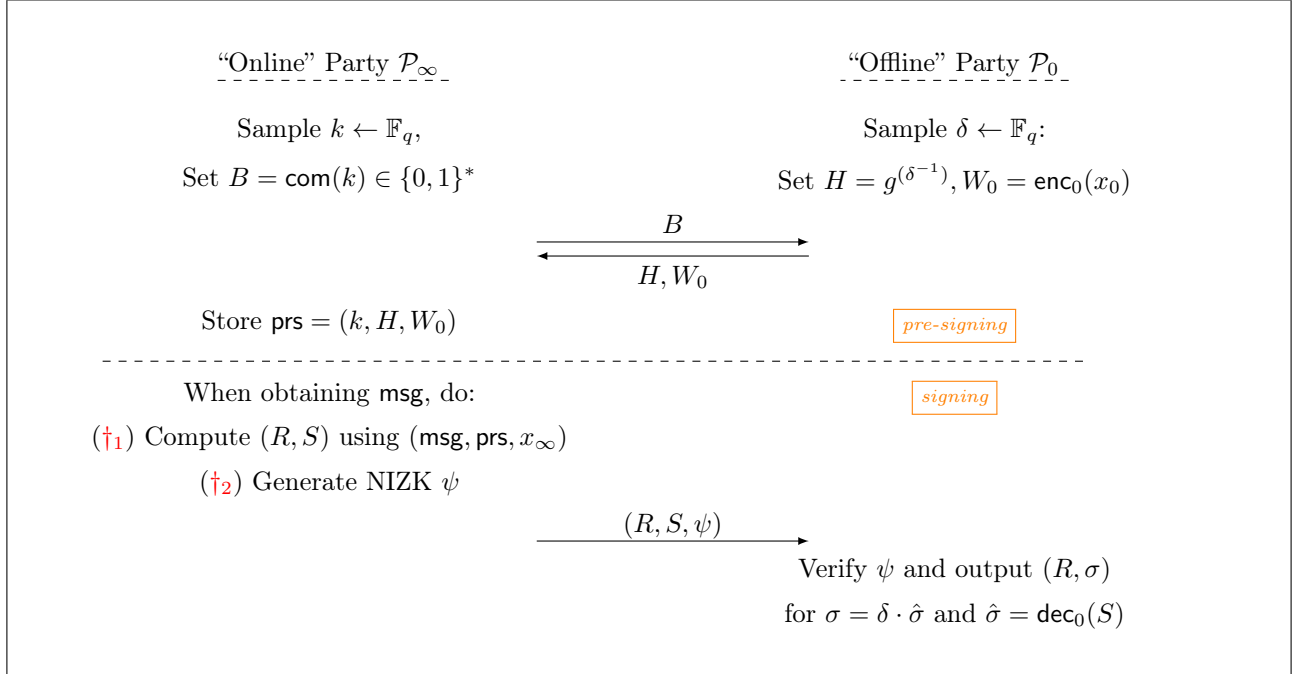 “Online” Party 𝒫∞
“Offline” Party 𝒫₀
Sample k ← 𝔽_q,
Sample δ ← 𝔽_q:
Set B = com(k) ∈ {0, 1}*
Set H = g^(δ⁻¹), W₀ = enc₀(x₀)
B
H, W₀
Store prs = (k, H, W₀)
pre-signing
When obtaining msg, do:
signing
(†₁) Compute (R, S) using (msg, prs, x∞)
(†₂) Generate NIZK ψ
(R, S, ψ)
Verify ψ and output (R, σ)
for σ = δ · σ̂ and σ̂ = dec₀(S)